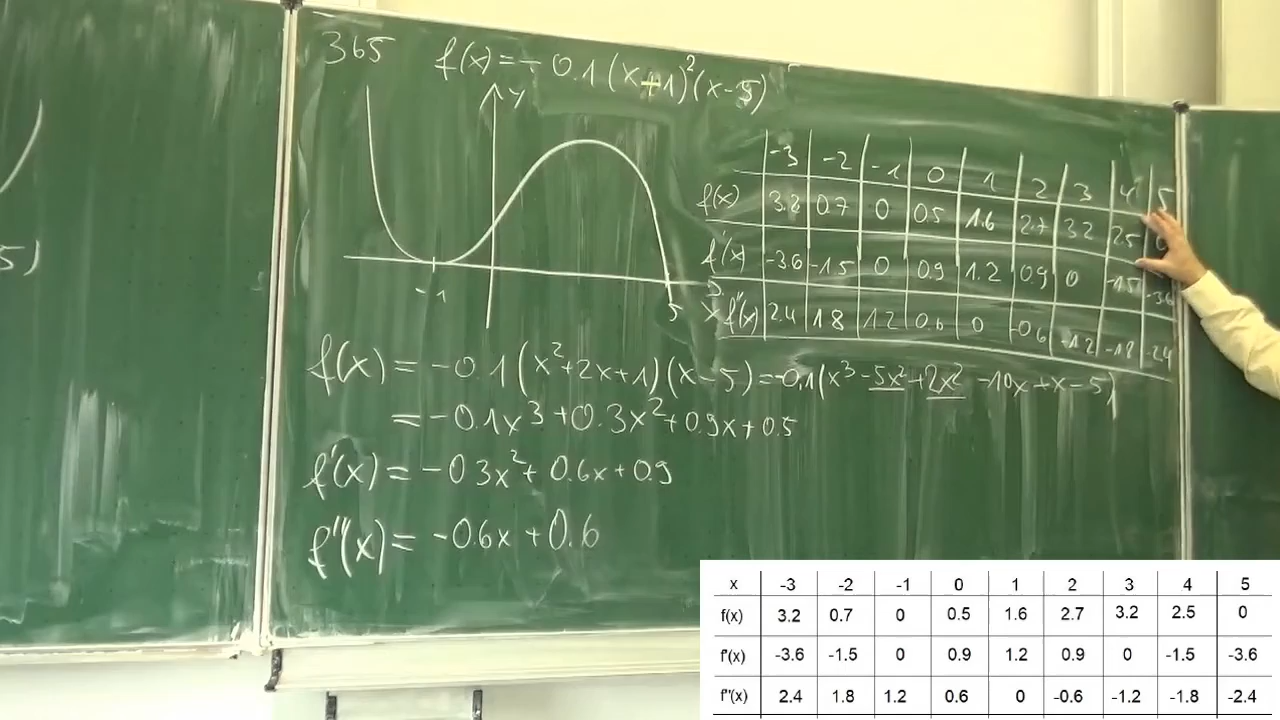 365 f(x) = - 0.1 (x+1)²(x-5)
y
-1 5 x
-3 -2 -1 0 1 2 3 4 5
f(x) 3.2 0.7 0 0.5 1.6 2.7 3.2 2.5 0
f'(x) -3.6 -1.5 0 0.9 1.2 0.9 0 -1.5 -3.6
f''(x) 2.4 1.8 1.2 0.6 0 -0.6 -1.2 -1.8 -2.4
f(x) = -0.1(x²+2x+1)(x-5) = -0.1(x³-5x²+2x²-10x+x-5)
= -0.1x³+0.3x²+0.9x+0.5
f'(x) = -0.3x²+0.6x+0.9
f''(x) = -0.6x+0.6
5)
x -3 -2 -1 0 1 2 3 4 5
f(x) 3.2 0.7 0 0.5 1.6 2.7 3.2 2.5 0
f'(x) -3.6 -1.5 0 0.9 1.2 0.9 0 -1.5 -3.6
f''(x) 2.4 1.8 1.2 0.6 0 -0.6 -1.2 -1.8 -2.4